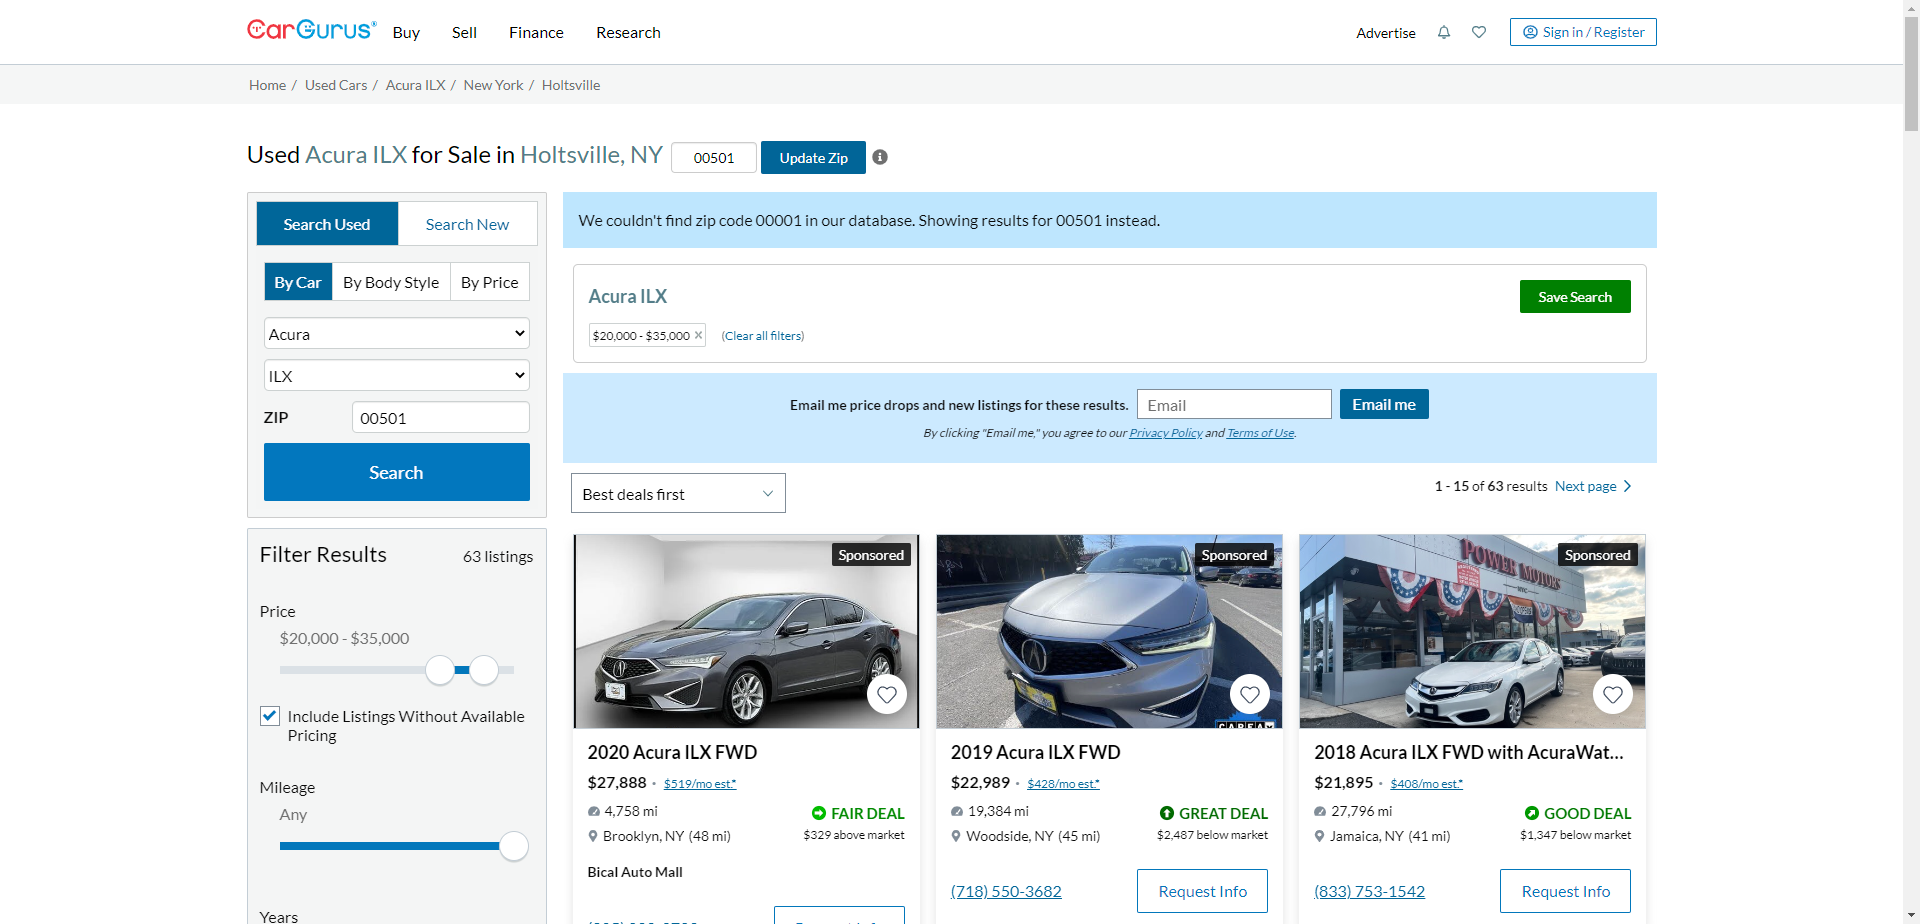 CarGurus
Buy
Sell
Finance
Research
Advertise
Sign in / Register
Home / Used Cars / Acura ILX / New York / Holtsville
Used Acura ILX for Sale in Holtsville, NY
00501
Update Zip
Search Used
Search New
By Car
By Body Style
By Price
Acura
ILX
ZIP
00501
Search
We couldn't find zip code 00001 in our database. Showing results for 00501 instead.
Acura ILX
Save Search
$20,000 - $35,000
(Clear all filters)
Email me price drops and new listings for these results.
Email
Email me
By clicking "Email me," you agree to our Privacy Policy and Terms of Use.
Best deals first
1 - 15 of 63 results
Next page
Filter Results
63 listings
Price
$20,000 - $35,000
Include Listings Without Available
Pricing
Mileage
Any
Years
Sponsored
2020 Acura ILX FWD
$27,888 · $519/mo est.*
4,758 mi
FAIR DEAL
Brooklyn, NY (48 mi)
$329 above market
Bical Auto Mall
Sponsored
2019 Acura ILX FWD
$22,989 · $428/mo est.*
19,384 mi
GREAT DEAL
Woodside, NY (45 mi)
$2,487 below market
(718) 550-3682
Request Info
Sponsored
POWER MOTORS
2018 Acura ILX FWD with AcuraWat...
$21,895 · $408/mo est.*
27,796 mi
GOOD DEAL
Jamaica, NY (41 mi)
$1,347 below market
(833) 753-1542
Request Info